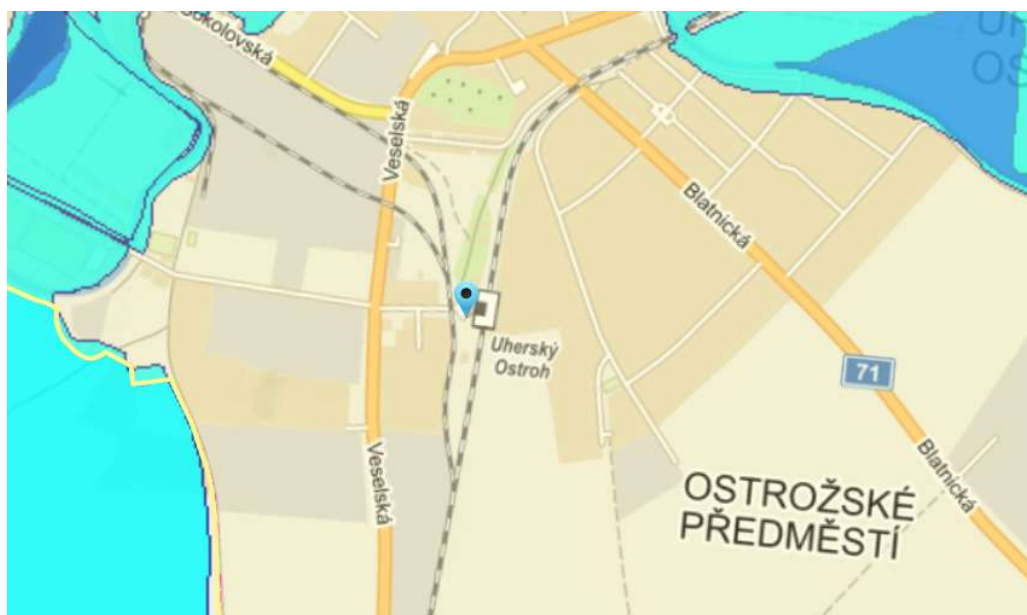 Sokolovská
Veselská
Blatnická
Uherský
Ostroh
71
Veselská
Blatnická
OSTROŽSKÉ
PŘEDMĚSTÍ